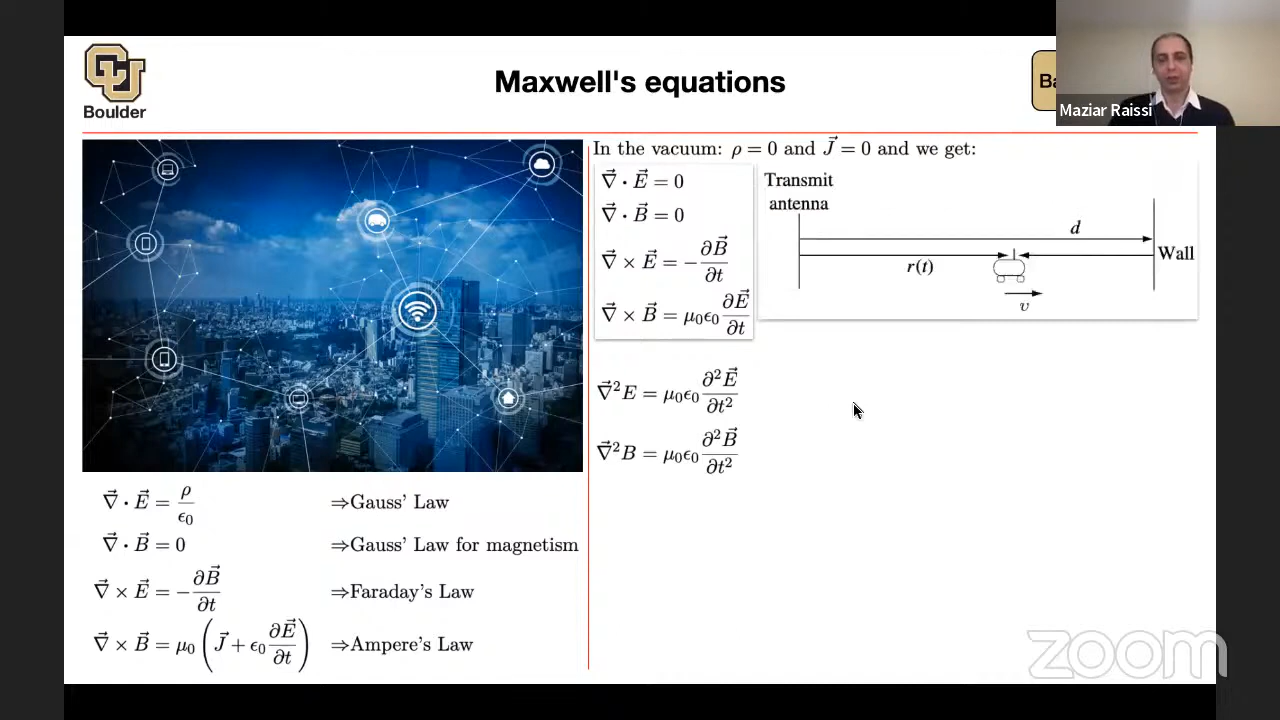 Boulder
Maxwell's equations
Ba
Maziar Raissi
In the vacuum: ρ = 0 and J⃗ = 0 and we get:
∇⃗ · E⃗ = 0
∇⃗ · B⃗ = 0
∇⃗ × E⃗ = −∂B⃗/∂t
∇⃗ × B⃗ = μ₀ϵ₀ ∂E⃗/∂t
Transmit
antenna
d
r(t)
Wall
v
∇⃗²E = μ₀ϵ₀ ∂²E⃗/∂t²
∇⃗²B = μ₀ϵ₀ ∂²B⃗/∂t²
∇⃗ · E⃗ = ρ/ϵ₀ ⇒Gauss' Law
∇⃗ · B⃗ = 0 ⇒Gauss' Law for magnetism
∇⃗ × E⃗ = −∂B⃗/∂t ⇒Faraday's Law
∇⃗ × B⃗ = μ₀ (J⃗ + ϵ₀ ∂E⃗/∂t) ⇒Ampere's Law
zoom